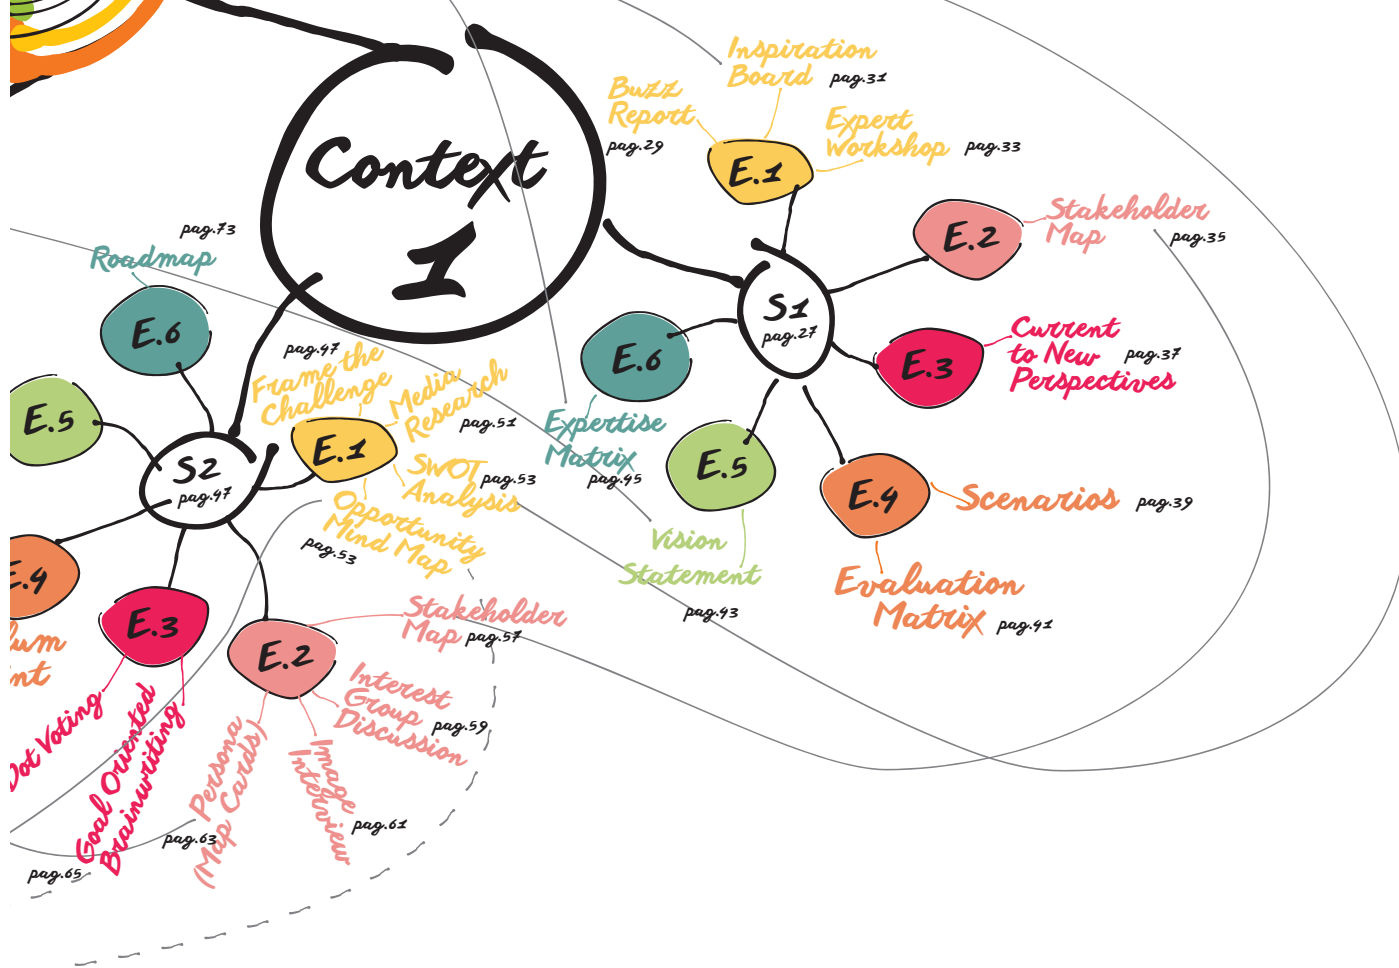 Context
1
Inspiration
Board pag.31
Buzz
Report
pag.29
Expert
Workshop pag.33
E.1
E.2
Stakeholder
Map pag.35
S1
pag.27
E.3
Current
to New
Perspectives
pag.37
E.6
Expertise
Matrix
pag.45
E.5
Vision
Statement
pag.43
E.4
Scenarios pag.39
Evaluation
Matrix pag.41
pag.73
Roadmap
E.6
E.5
S2
pag.47
pag.47
Frame the
Challenge
Media
Research
pag.51
E.1
SWOT
Analysis
pag.53
Opportunity
Mind Map
pag.53
E.4
lum
nt
E.3
Dot Voting
Goal Oriented
Brainwriting
pag.65
E.2
Stakeholder
Map pag.57
Interest
Group
Discussion
pag.59
Image
Interview
pag.61
Persona
(Map Cards)
pag.63